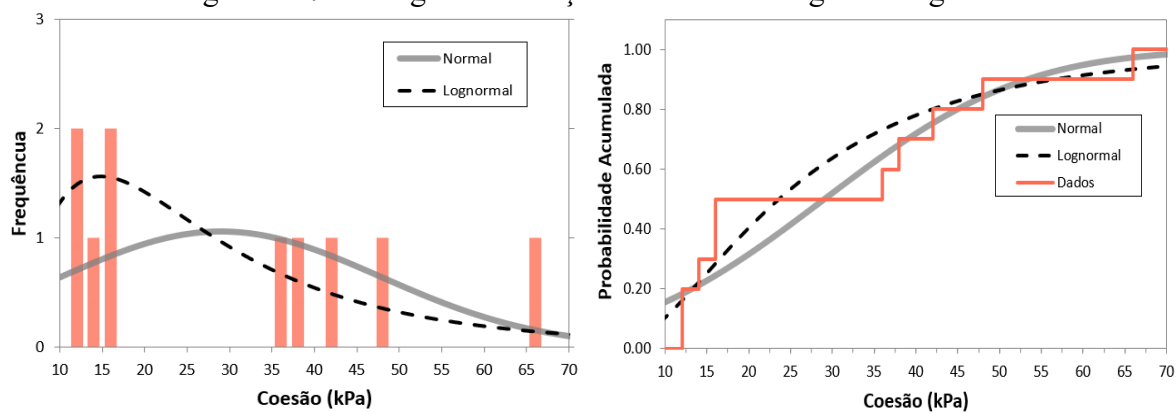 3
2
1
0
Frequêncua
Normal
Lognormal
10 15 20 25 30 35 40 45 50 55 60 65 70
Coesão (kPa)
1.00
0.80
0.60
0.40
0.20
0.00
Probabilidade Acumulada
Normal
Lognormal
Dados
10 15 20 25 30 35 40 45 50 55 60 65 70
Coesão (kPa)